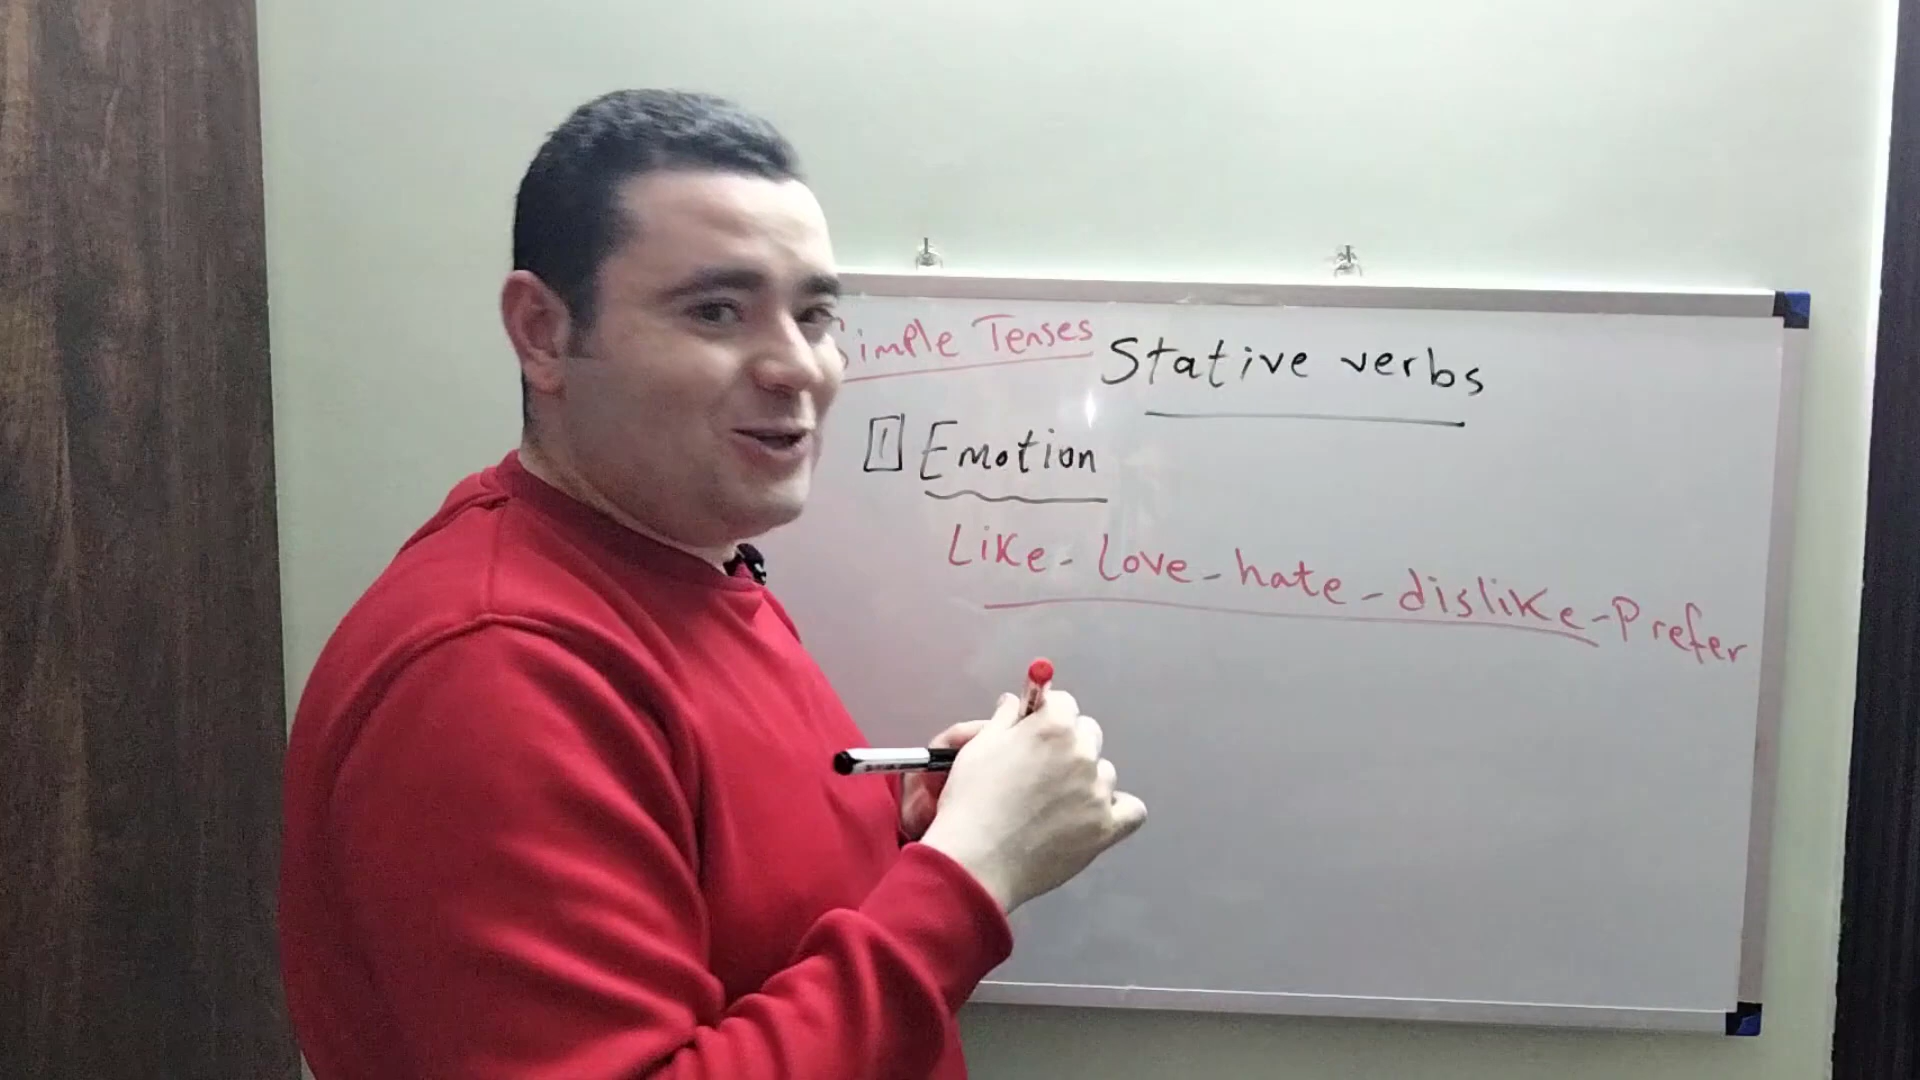 Simple Tenses
Stative verbs
1 Emotion
Like - Love - hate - dislike - Prefer